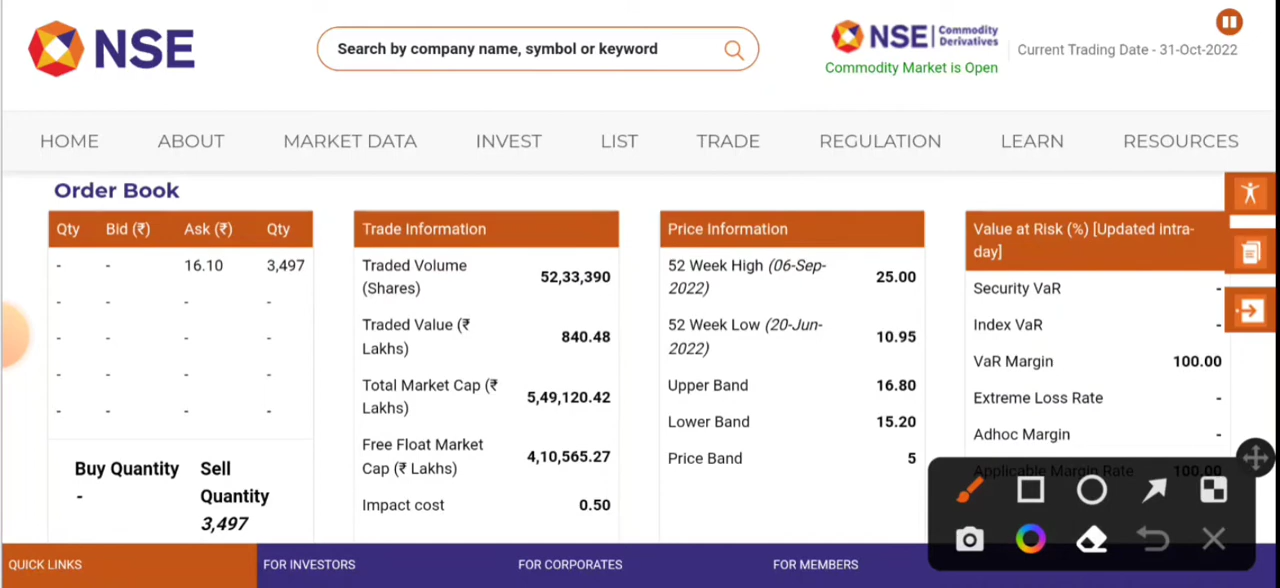 NSE
Search by company name, symbol or keyword
NSE | Commodity Derivatives
Commodity Market is Open
Current Trading Date - 31-Oct-2022
HOME ABOUT MARKET DATA INVEST LIST TRADE REGULATION LEARN RESOURCES
Order Book
Qty Bid (₹) Ask (₹) Qty
- - 16.10 3,497
- - - -
- - - -
- - - -
- - - -
Buy Quantity Sell
- Quantity
3,497
Trade Information
Traded Volume
(Shares) 52,33,390
Traded Value (₹
Lakhs) 840.48
Total Market Cap (₹
Lakhs) 5,49,120.42
Free Float Market
Cap (₹ Lakhs) 4,10,565.27
Impact cost 0.50
Price Information
52 Week High (06-Sep-
2022) 25.00
52 Week Low (20-Jun-
2022) 10.95
Upper Band 16.80
Lower Band 15.20
Price Band 5
Value at Risk (%) [Updated intra-
day]
Security VaR -
Index VaR -
VaR Margin 100.00
Extreme Loss Rate -
Adhoc Margin -
Applicable Margin Rate 100.00
QUICK LINKS FOR INVESTORS FOR CORPORATES FOR MEMBERS